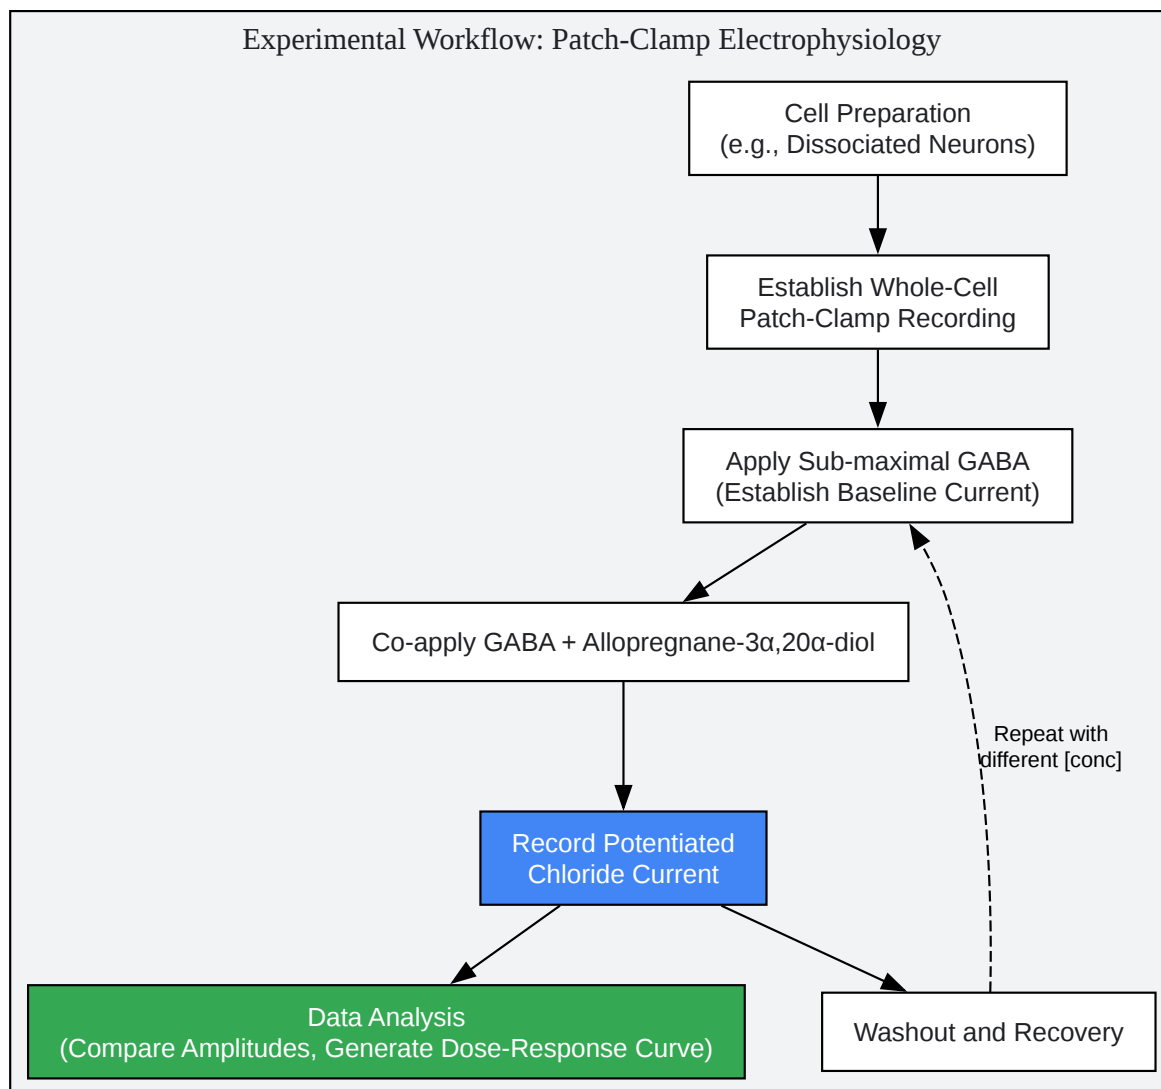 Experimental Workflow: Patch-Clamp Electrophysiology
Cell Preparation
(e.g., Dissociated Neurons)
Establish Whole-Cell
Patch-Clamp Recording
Apply Sub-maximal GABA
(Establish Baseline Current)
Co-apply GABA + Allopregnane-3α,20α-diol
Repeat with
different [conc]
Record Potentiated
Chloride Current
Data Analysis
(Compare Amplitudes, Generate Dose-Response Curve)
Washout and Recovery